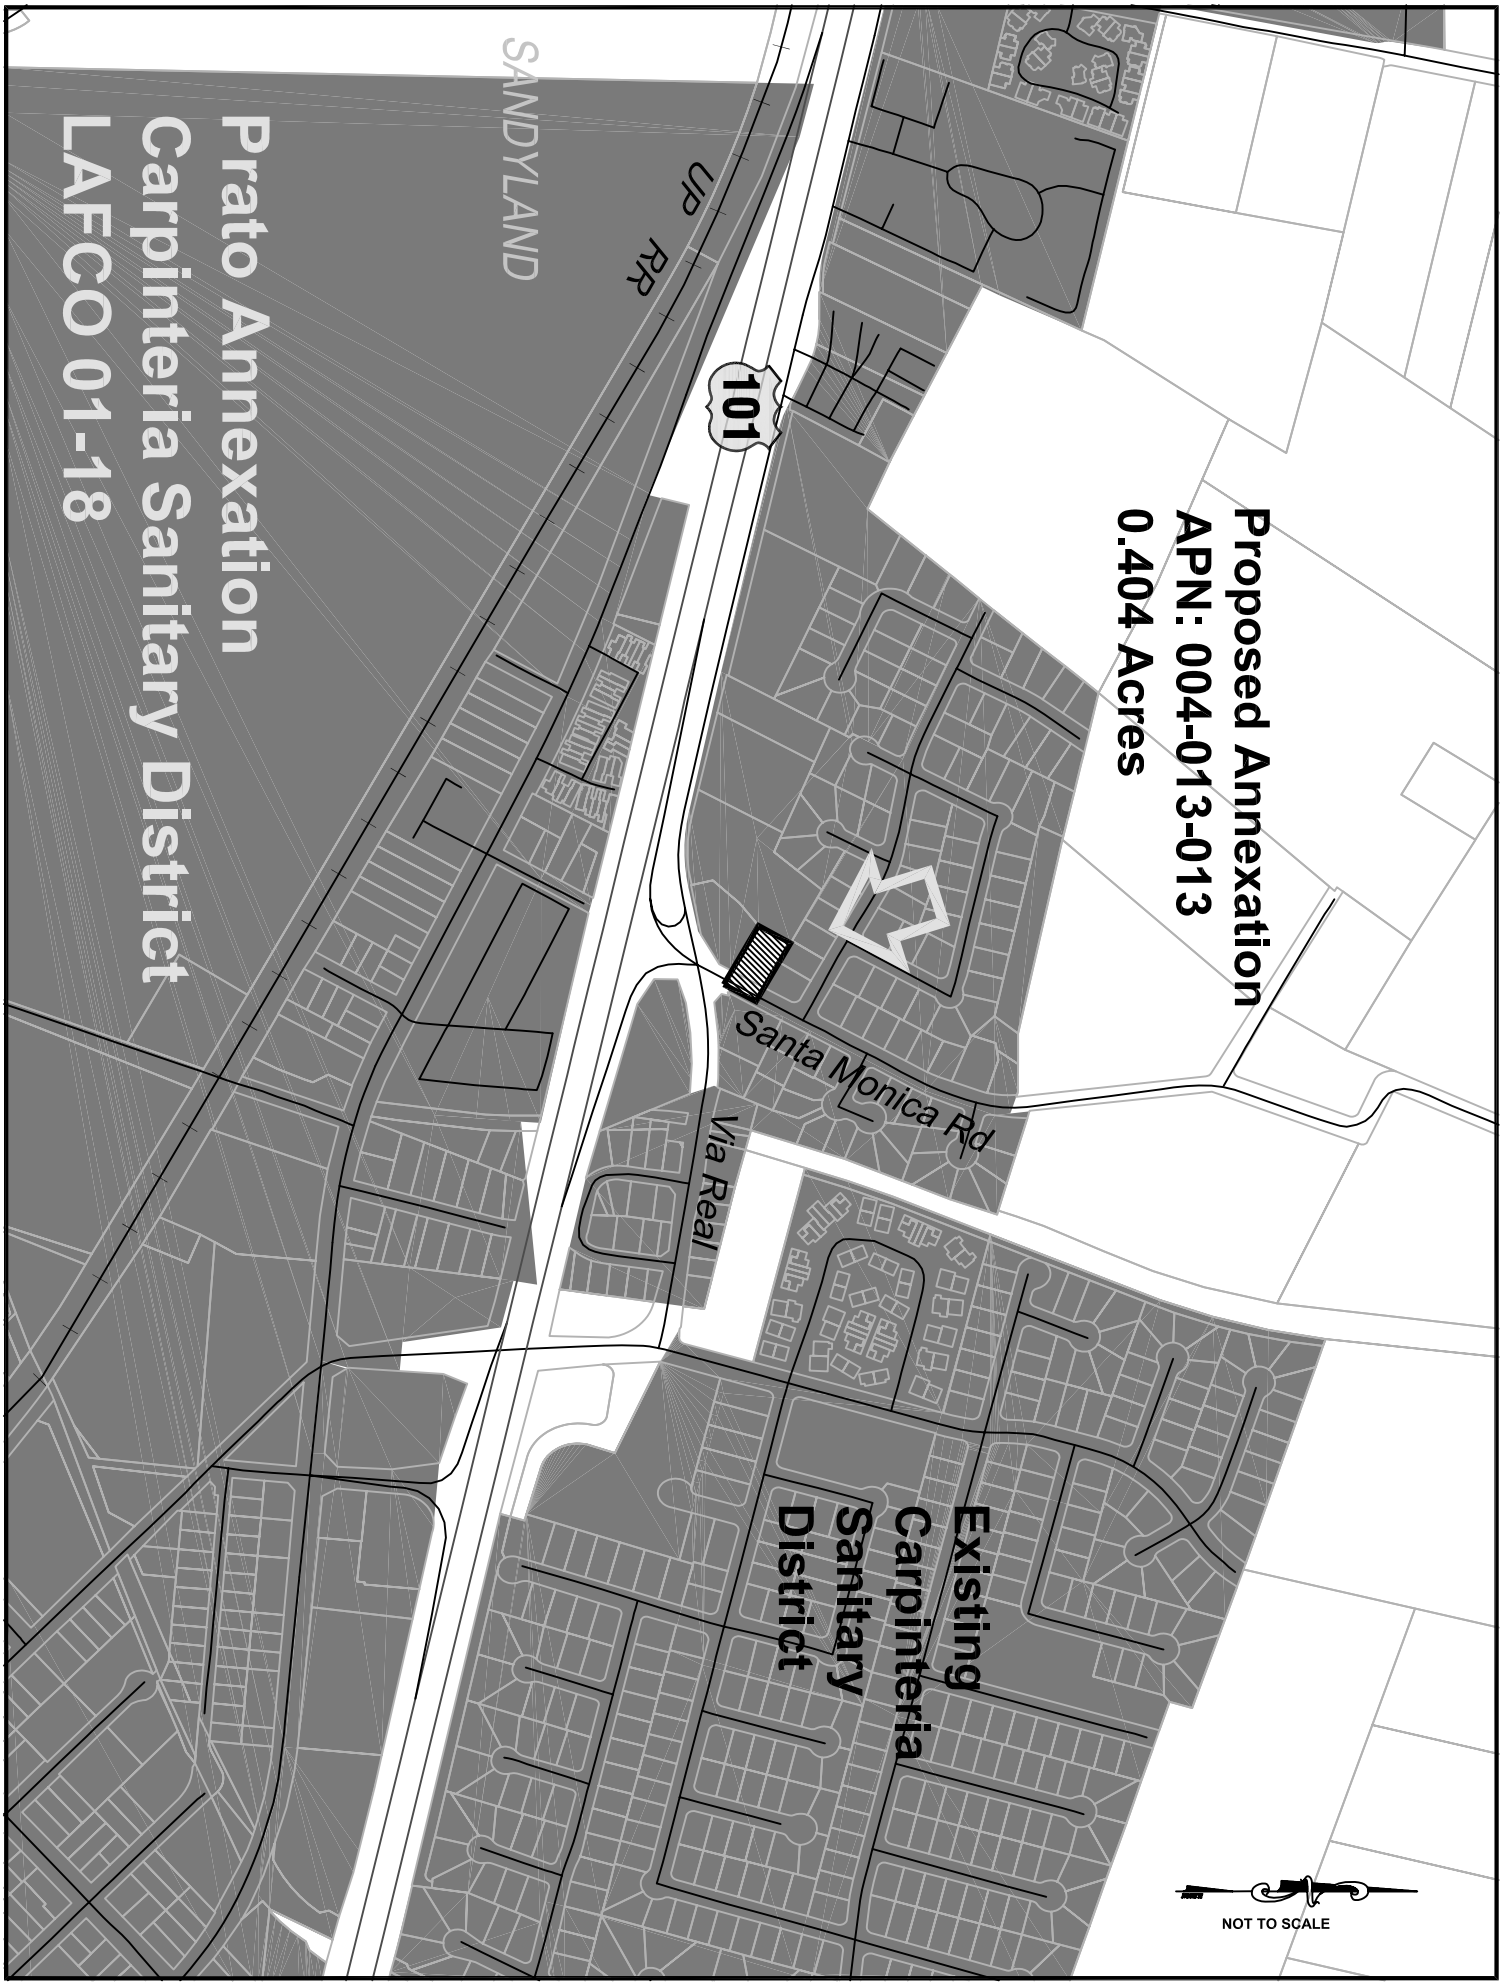 Prato Annexation
Carpinteria Sanitary District
LAFCO 01-18
SANDYLAND
UP RR
101
Proposed Annexation
APN: 004-013-013
0.404 Acres
Santa Monica Rd
Via Real
Existing
Carpinteria
Sanitary
District
NOT TO SCALE